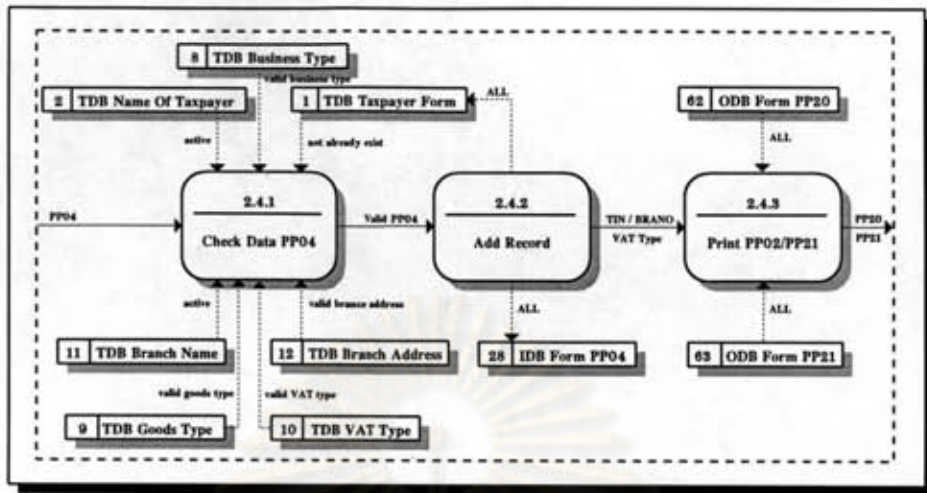 8 TDB Business Type
valid business type
2 TDB Name Of Taxpayer
1 TDB Taxpayer Form
ALL
62 ODB Form PP20
active
not already exist
ALL
PP04
2.4.1
Check Data PP04
Valid PP04
2.4.2
Add Record
TIN / BRANO
VAT Type
2.4.3
Print PP02/PP21
PP20
PP21
active
valid brance address
ALL
ALL
11 TDB Branch Name
12 TDB Branch Address
28 IDB Form PP04
63 ODB Form PP21
valid goods type
valid VAT type
9 TDB Goods Type
10 TDB VAT Type